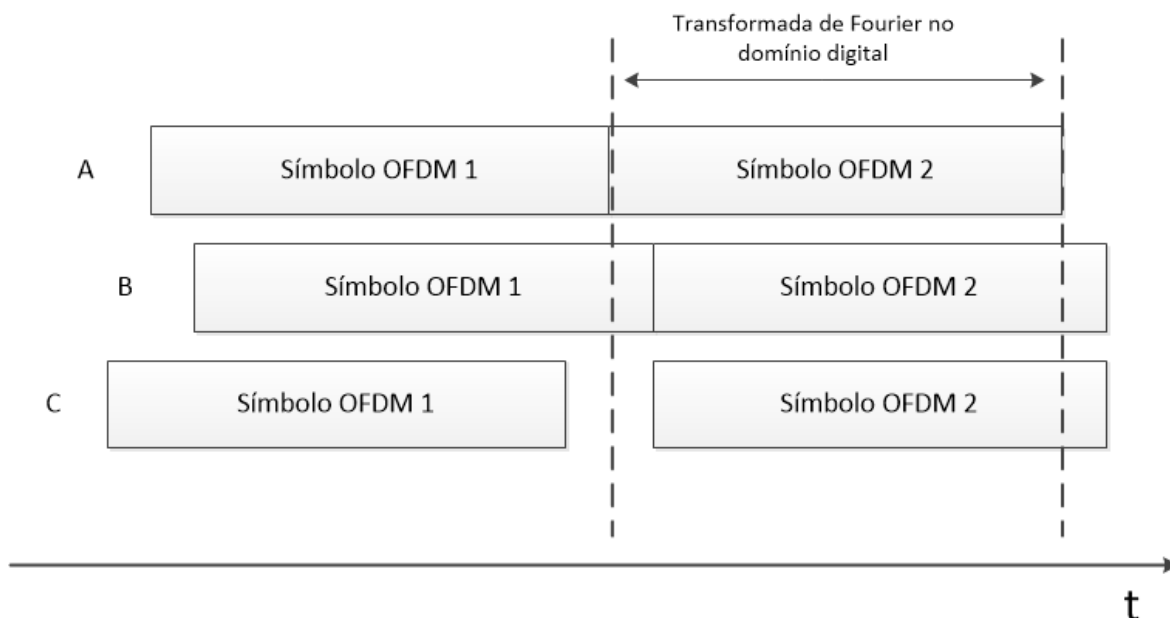 Transformada de Fourier no
domínio digital
A
Símbolo OFDM 1
Símbolo OFDM 2
B
Símbolo OFDM 1
Símbolo OFDM 2
C
Símbolo OFDM 1
Símbolo OFDM 2
t